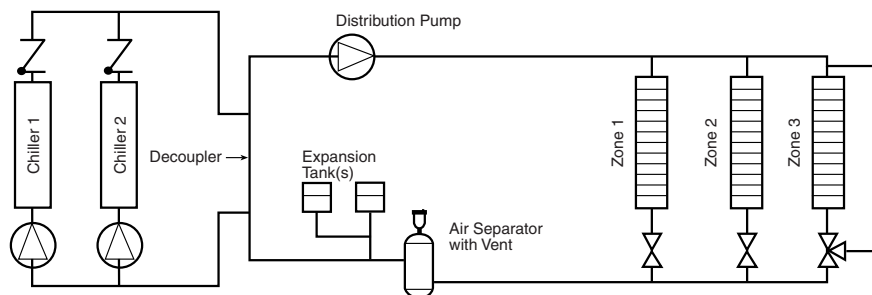 Distribution Pump
Chiller 1
Chiller 2
Decoupler
Expansion
Tank(s)
Air Separator
with Vent
Zone 1
Zone 2
Zone 3